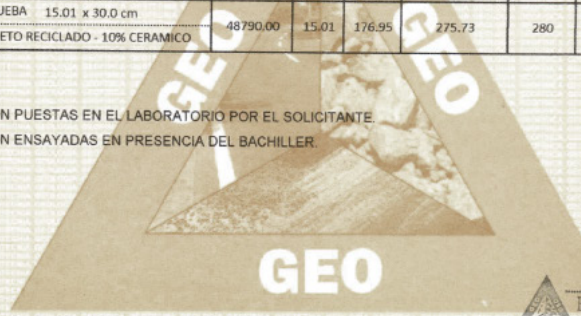 UEBA 15.01 x 30.0 cm
ETO RECICLADO - 10% CERAMICO 48790.00 15.01 176.95 275.73 280
GEO GEO
N PUESTAS EN EL LABORATORIO POR EL SOLICITANTE.
N ENSAYADAS EN PRESENCIA DEL BACHILLER.
GEO